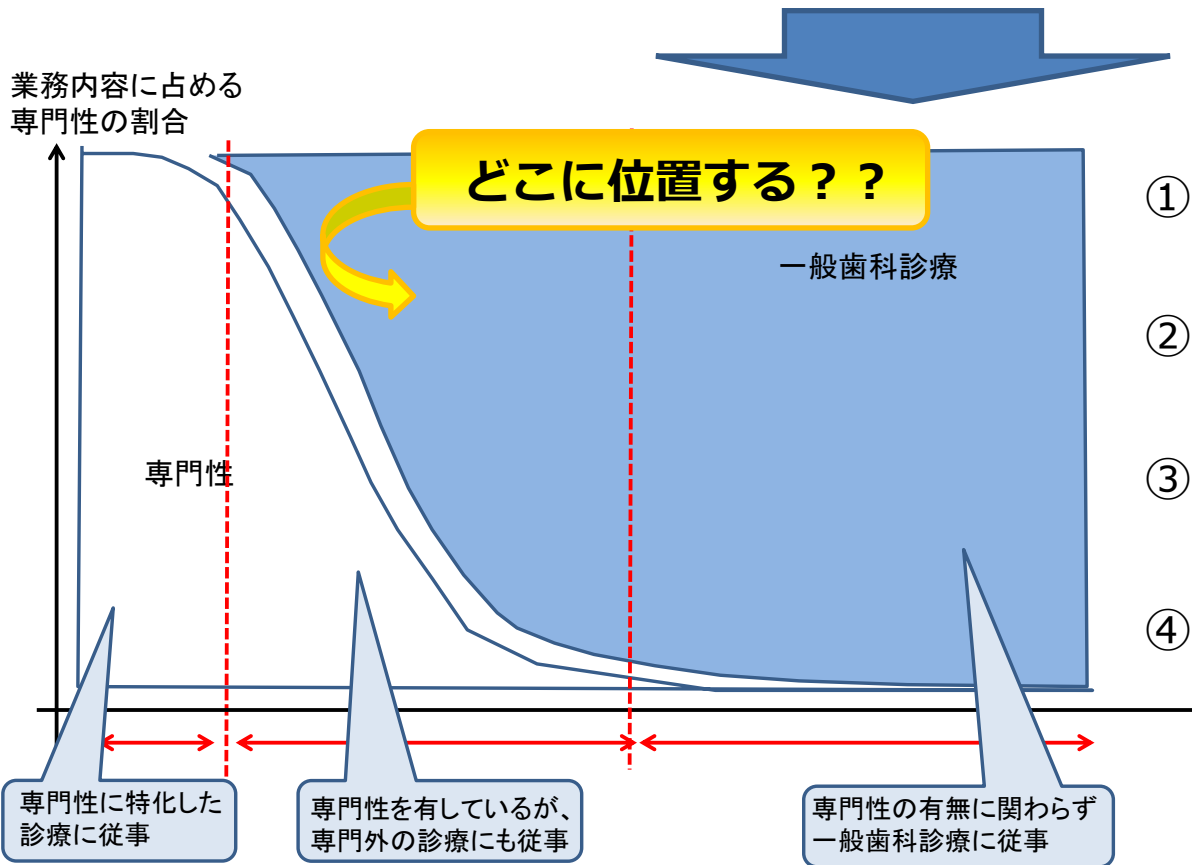 業務内容に占める
専門性の割合
どこに位置する？？
一般歯科診療
①
②
③
④
専門性
専門性に特化した
診療に従事
専門性を有しているが、
専門外の診療にも従事
専門性の有無に関わらず
一般歯科診療に従事